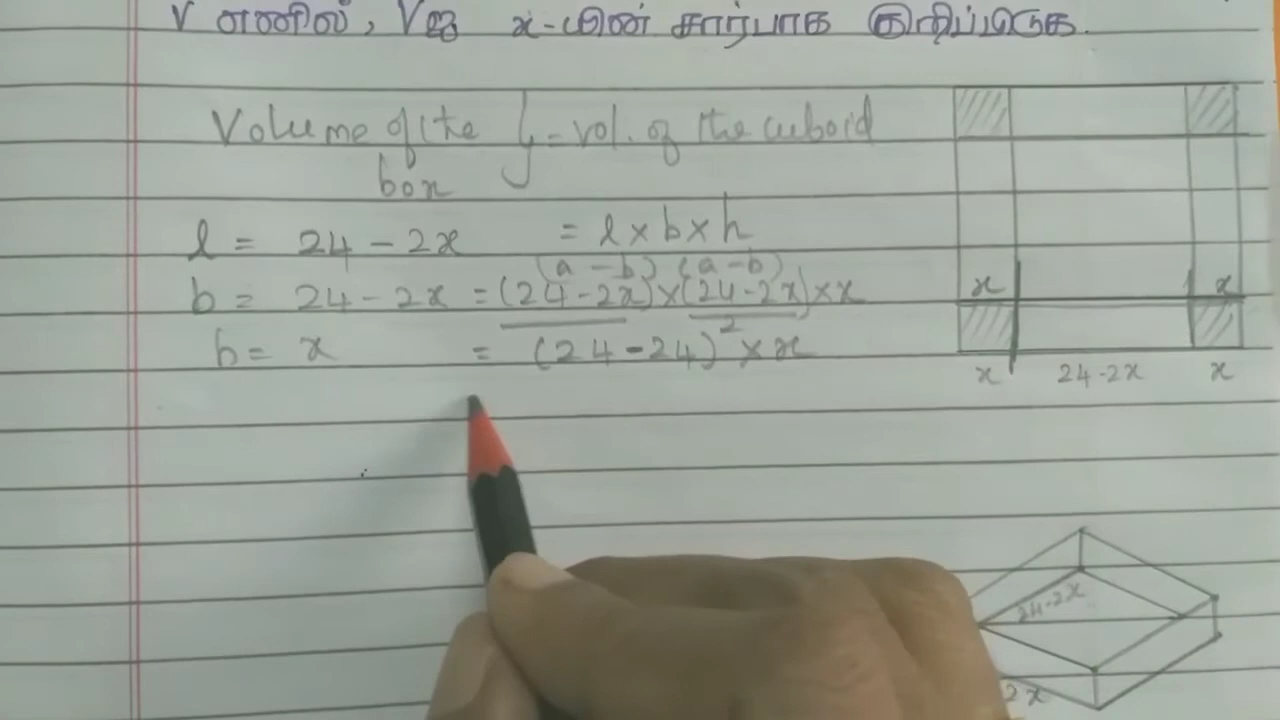 V எனில், Vஐ x-யின் சார்பாக குறிப்பிடுக.
Volume of the box } = vol. of the cuboid
l = 24 - 2x = l × b × h
(a - b) (a - b)
b = 24 - 2x = (24 - 2x) × (24 - 2x) × x
h = x = (24 - 24)² × x
x x
x 24-2x x
24-2x
2x